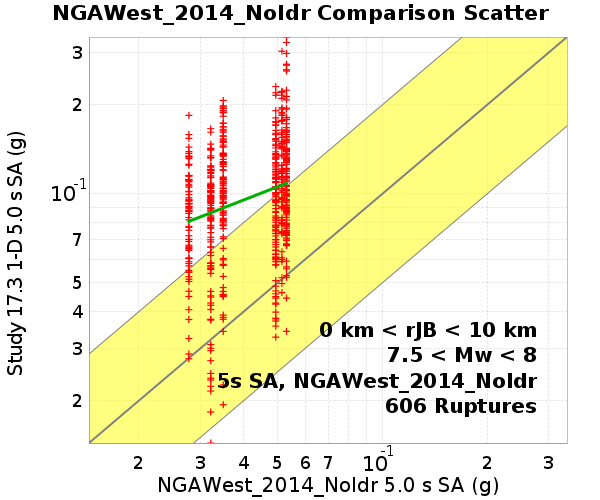 NGAWest_2014_NoIdr Comparison Scatter
Study 17.3 1-D 5.0 s SA (g)
3
2
10⁻¹
7
5
4
3
2
0 km < rJB < 10 km
7.5 < Mw < 8
5s SA, NGAWest_2014_NoIdr
606 Ruptures
2 3 4 5 6 7 10⁻¹ 2 3
NGAWest_2014_NoIdr 5.0 s SA (g)